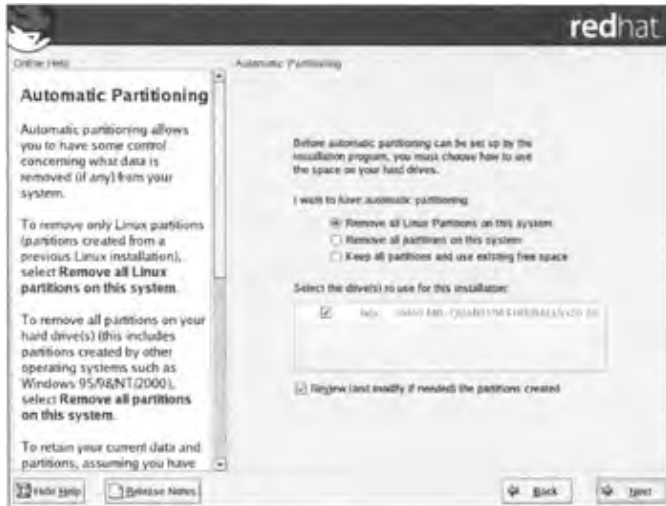 redhat
Online Help
Automatic Partitioning
Automatic Partitioning
Automatic partitioning allows
you to have some control
concerning what data is
removed (if any) from your
system.
To remove only Linux partitions
(partitions created from a
previous Linux installation),
select Remove all Linux
partitions on this system.
To remove all partitions on your
hard drive(s) (this includes
partitions created by other
operating systems such as
Windows 95/98/NT/2000),
select Remove all partitions
on this system.
To retain your current data and
partitions, assuming you have
Before automatic partitioning can be set up by the
installation program, you must choose how to use
the space on your hard drives.
I want to have automatic partitioning:
Remove all Linux Partitions on this system
Remove all partitions on this system
Keep all partitions and use existing free space
Select the drive(s) to use for this installation:
Review (and modify if needed) the partitions created
Hide Help
Release Notes
Back
Next